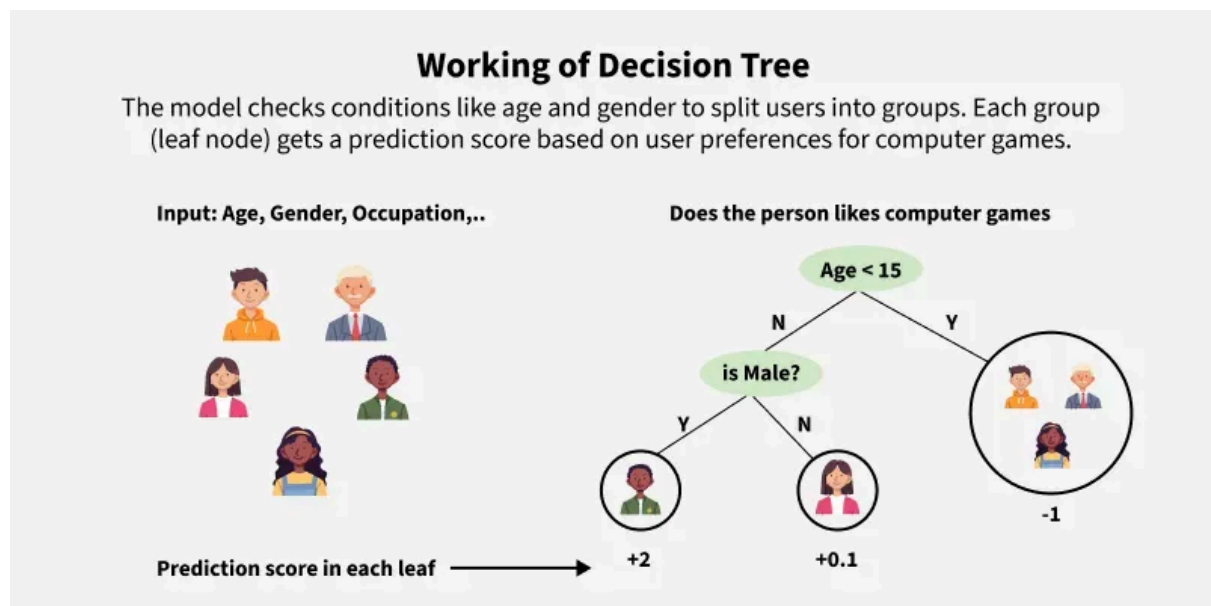 Working of Decision Tree
The model checks conditions like age and gender to split users into groups. Each group
(leaf node) gets a prediction score based on user preferences for computer games.
Input: Age, Gender, Occupation,..
Does the person likes computer games
Age < 15
N
Y
is Male?
Y
N
-1
+2
+0.1
Prediction score in each leaf